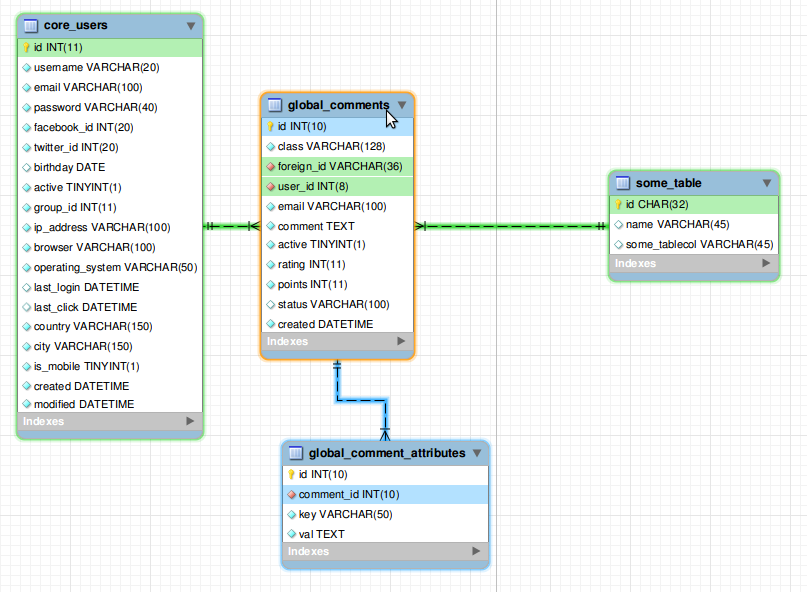 core_users
id INT(11)
username VARCHAR(20)
email VARCHAR(100)
password VARCHAR(40)
facebook_id INT(20)
twitter_id INT(20)
birthday DATE
active TINYINT(1)
group_id INT(11)
ip_address VARCHAR(100)
browser VARCHAR(100)
operating_system VARCHAR(50)
last_login DATETIME
last_click DATETIME
country VARCHAR(150)
city VARCHAR(150)
is_mobile TINYINT(1)
created DATETIME
modified DATETIME
Indexes
global_comments
id INT(10)
class VARCHAR(128)
foreign_id VARCHAR(36)
user_id INT(8)
email VARCHAR(100)
comment TEXT
active TINYINT(1)
rating INT(11)
points INT(11)
status VARCHAR(100)
created DATETIME
Indexes
some_table
id CHAR(32)
name VARCHAR(45)
some_tablecol VARCHAR(45)
Indexes
global_comment_attributes
id INT(10)
comment_id INT(10)
key VARCHAR(50)
val TEXT
Indexes